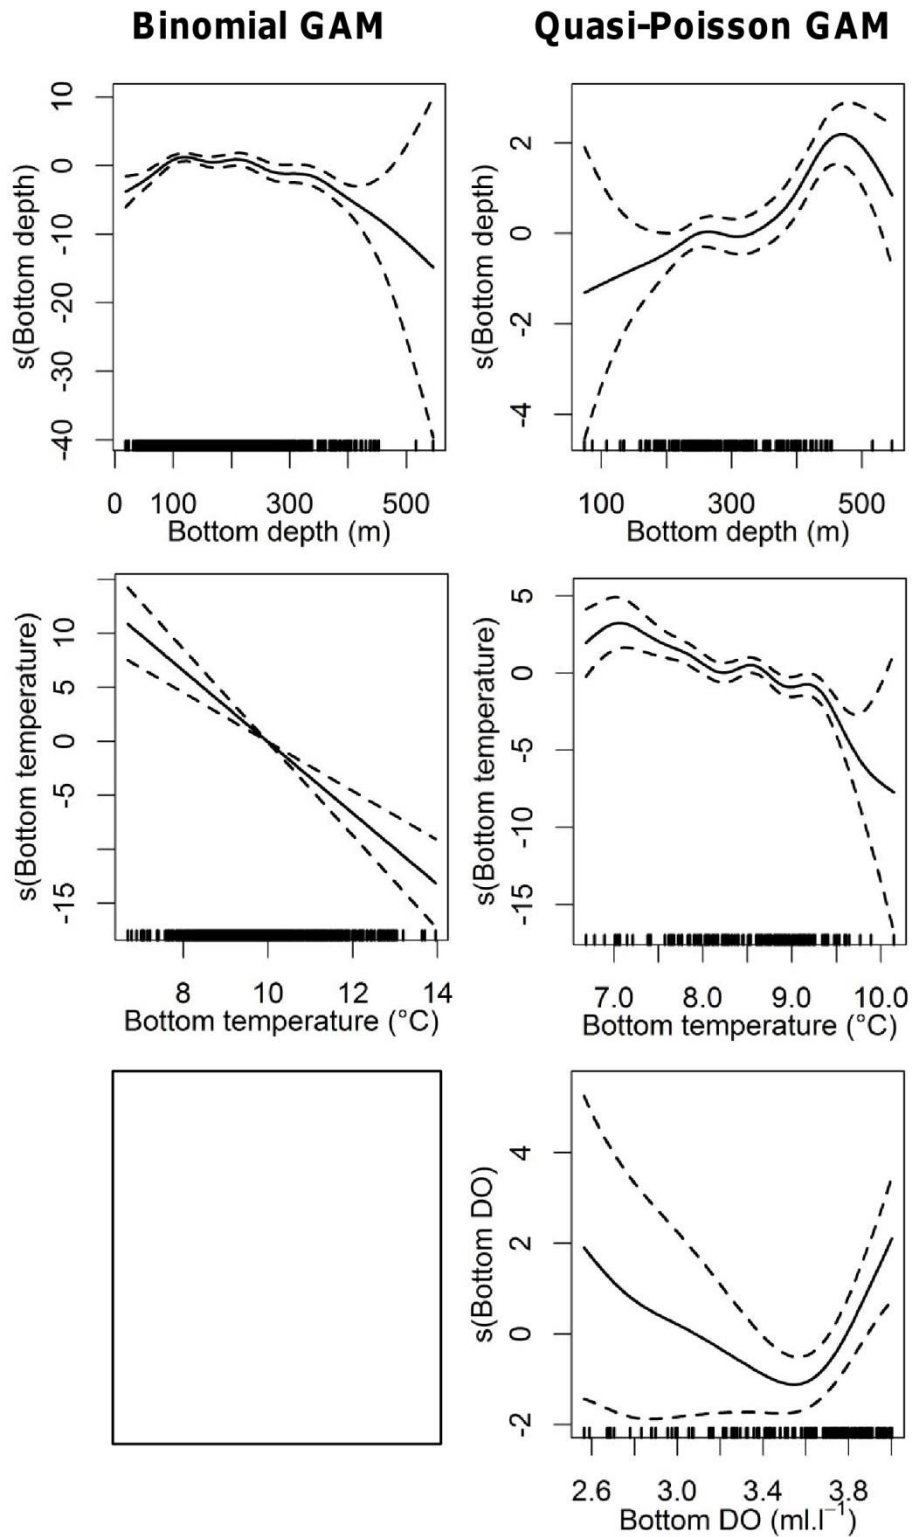 Binomial GAM
Quasi-Poisson GAM
s(Bottom depth)
10
0
-10
-20
-30
-40
0 100 300 500
Bottom depth (m)
s(Bottom depth)
2
0
-2
-4
100 300 500
Bottom depth (m)
s(Bottom temperature)
10
5
0
-5
-15
8 10 12 14
Bottom temperature (°C)
s(Bottom temperature)
5
0
-5
-10
-15
7.0 8.0 9.0 10.0
Bottom temperature (°C)
s(Bottom DO)
4
2
0
-2
2.6 3.0 3.4 3.8
Bottom DO (ml.l⁻¹)